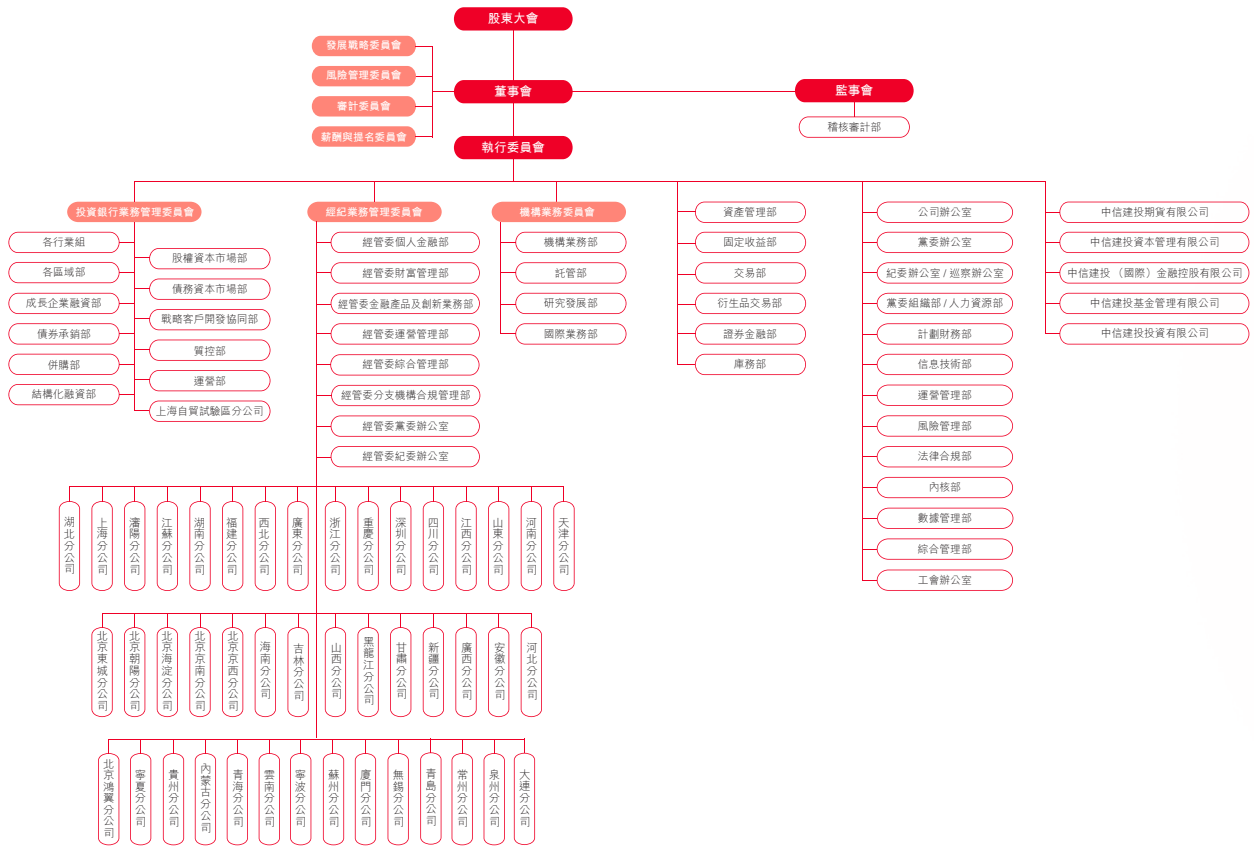 股東大會
發展戰略委員會
風險管理委員會
審計委員會
薪酬與提名委員會
董事會
監事會
稽核審計部
執行委員會
投資銀行業務管理委員會
各行業組
各區域部
成長企業融資部
債券承銷部
併購部
結構化融資部
股權資本市場部
債務資本市場部
戰略客戶開發協同部
質控部
運營部
上海自貿試驗區分公司
經紀業務管理委員會
經管委個人金融部
經管委財富管理部
經管委金融產品及創新業務部
經管委運營管理部
經管委綜合管理部
經管委分支機構合規管理部
經管委黨委辦公室
經管委紀委辦公室
機構業務委員會
機構業務部
託管部
研究發展部
國際業務部
資產管理部
固定收益部
交易部
衍生品交易部
證券金融部
庫務部
公司辦公室
黨委辦公室
紀委辦公室 / 巡察辦公室
黨委組織部 / 人力資源部
計劃財務部
信息技術部
運營管理部
風險管理部
法律合規部
內核部
數據管理部
綜合管理部
工會辦公室
中信建投期貨有限公司
中信建投資本管理有限公司
中信建投 (國際) 金融控股有限公司
中信建投基金管理有限公司
中信建投投資有限公司
湖北分公司
上海分公司
瀋陽分公司
江蘇分公司
湖南分公司
福建分公司
西北分公司
廣東分公司
浙江分公司
重慶分公司
深圳分公司
四川分公司
江西分公司
山東分公司
河南分公司
天津分公司
北京東城分公司
北京朝陽分公司
北京海淀分公司
北京京南分公司
北京京西分公司
海南分公司
吉林分公司
山西分公司
黑龍江分公司
甘肅分公司
新疆分公司
廣西分公司
安徽分公司
河北分公司
北京鴻翼分公司
寧夏分公司
貴州分公司
內蒙古分公司
青海分公司
雲南分公司
寧波分公司
蘇州分公司
廈門分公司
無錫分公司
青島分公司
常州分公司
泉州分公司
大連分公司